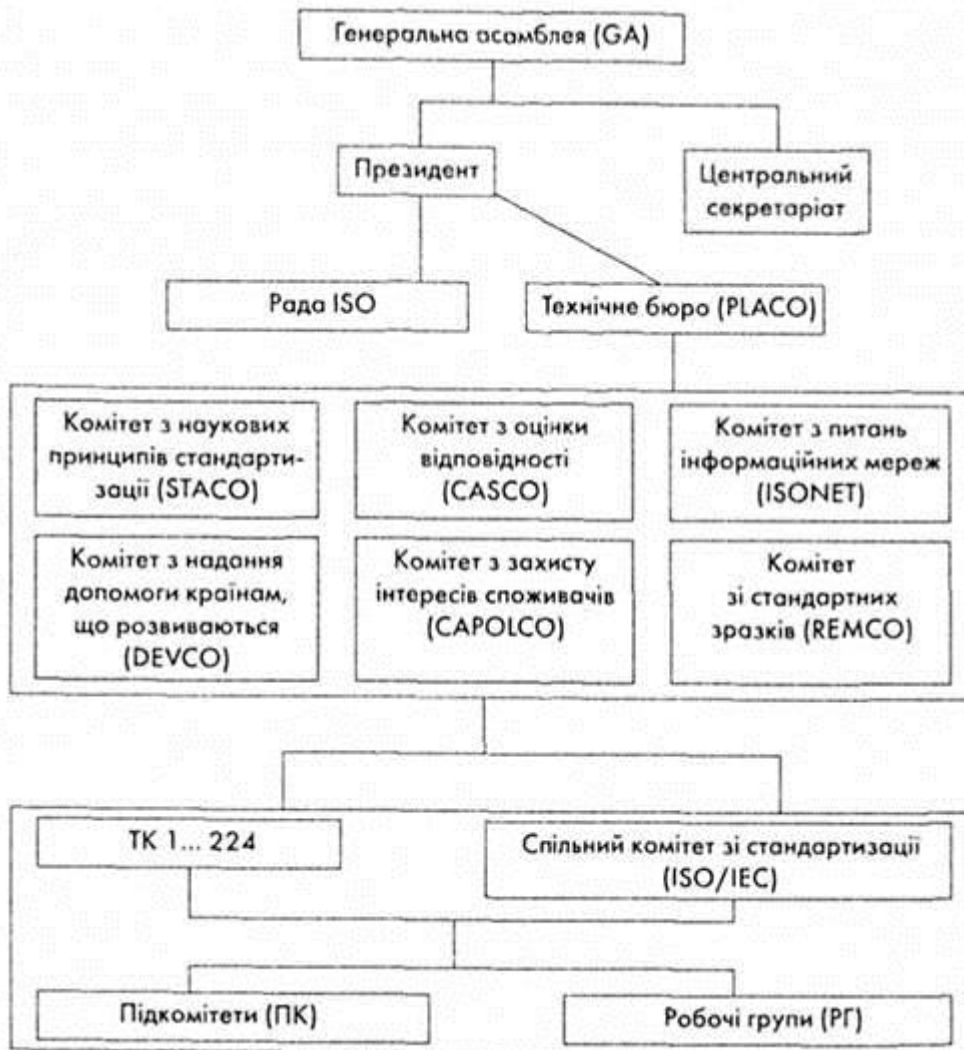 Генеральна асамблея (GA)
Президент
Центральний
секретаріат
Рада ISO
Технічне бюро (PLACO)
Комітет з наукових
принципів стандарти-
зації (STACO)
Комітет з оцінки
відповідності
(CASCO)
Комітет з питань
інформаційних мереж
(ISONET)
Комітет з надання
допомоги країнам,
що розвиваються
(DEVCO)
Комітет з захисту
інтересів споживачів
(CAPOLCO)
Комітет
зі стандартних
зразків (REMCO)
ТК 1... 224
Спільний комітет зі стандартизації
(ISO/IEC)
Підкомітети (ПК)
Робочі групи (РГ)